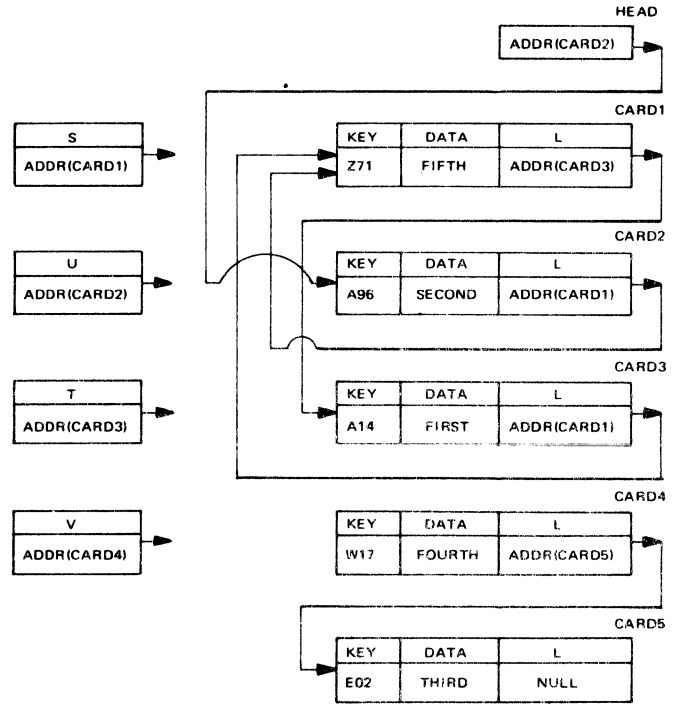 HEAD
ADDR(CARD2)
CARD1
S
ADDR(CARD1)
KEY DATA L
Z71 FIFTH ADDR(CARD3)
CARD2
U
ADDR(CARD2)
KEY DATA L
A96 SECOND ADDR(CARD1)
CARD3
T
ADDR(CARD3)
KEY DATA L
A14 FIRST ADDR(CARD1)
CARD4
V
ADDR(CARD4)
KEY DATA L
W17 FOURTH ADDR(CARD5)
CARD5
KEY DATA L
E02 THIRD NULL